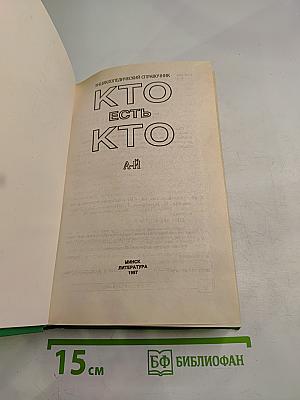 ЭНЦИКЛОПЕДИЧЕСКИЙ СПРАВОЧНИК
КТО
ЕСТЬ
КТО
А-Й
МИНСК
ЛИТЕРАТУРА
1997
15 см
БФ БИБЛИОФАН